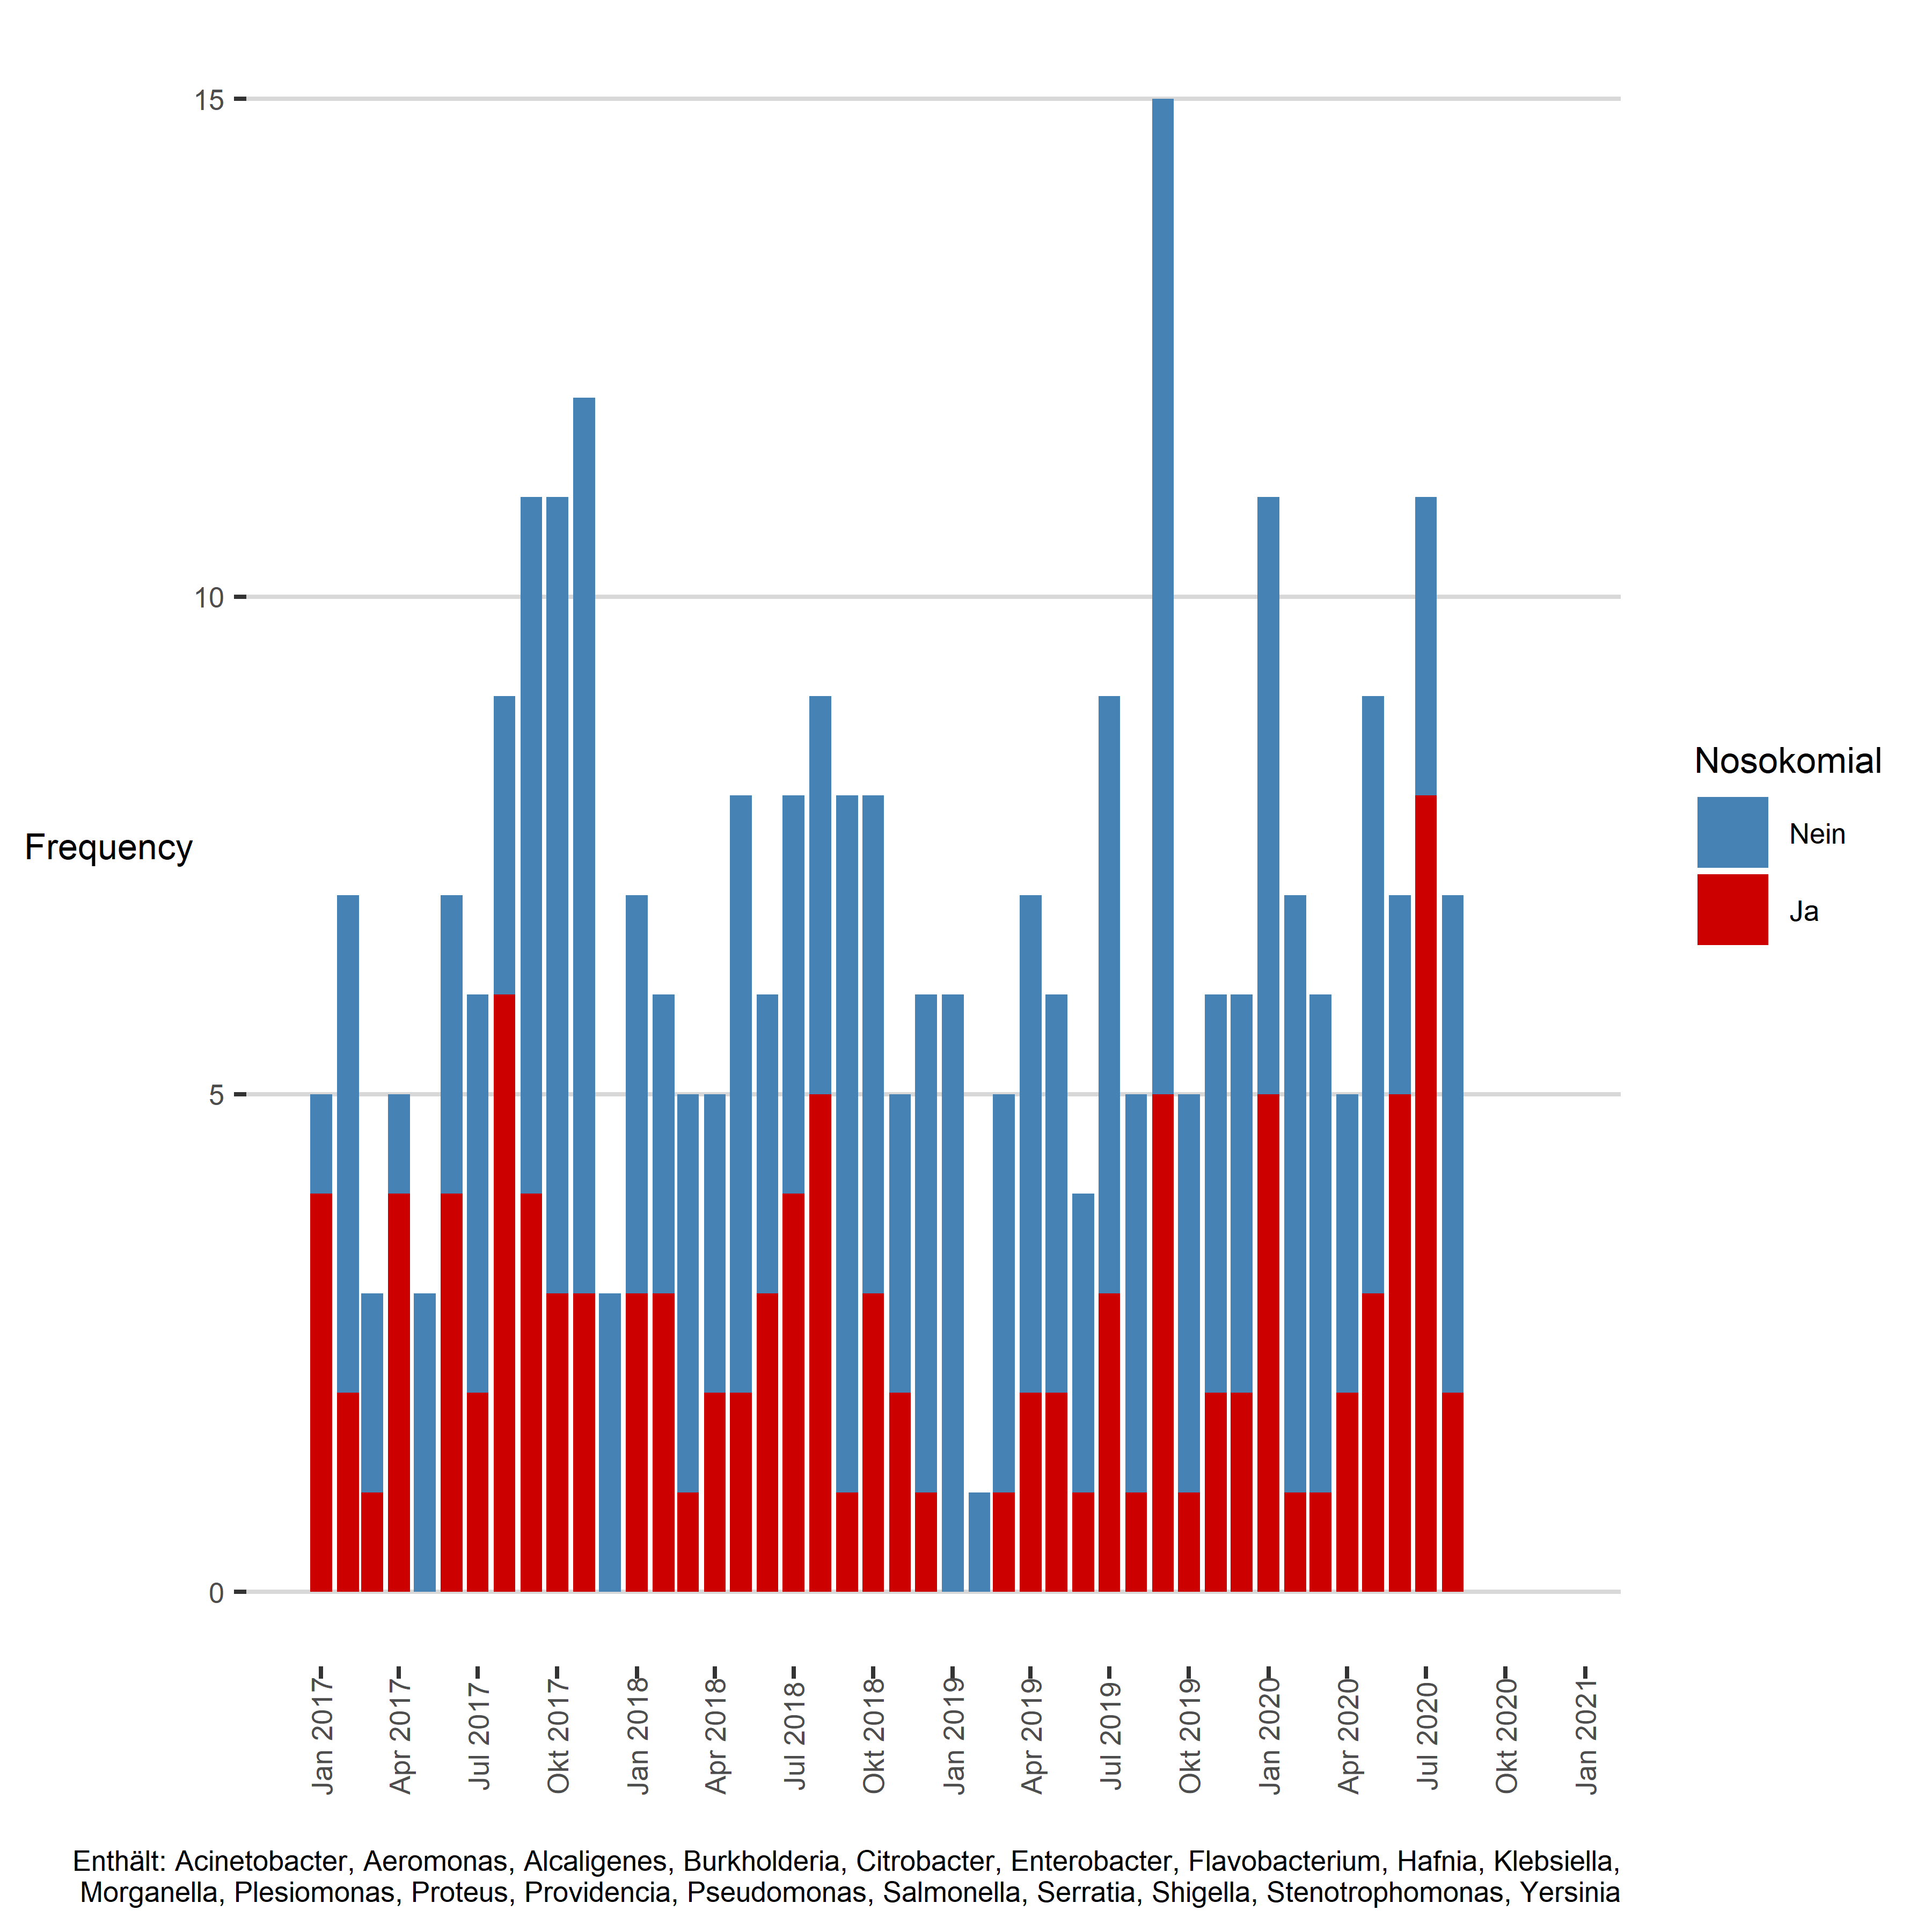 15
10
5
0
Frequency
Jan 2017
Apr 2017
Jul 2017
Okt 2017
Jan 2018
Apr 2018
Jul 2018
Okt 2018
Jan 2019
Apr 2019
Jul 2019
Okt 2019
Jan 2020
Apr 2020
Jul 2020
Okt 2020
Jan 2021
Nosokomial
Nein
Ja
Enthält: Acinetobacter, Aeromonas, Alcaligenes, Burkholderia, Citrobacter, Enterobacter, Flavobacterium, Hafnia, Klebsiella,
Morganella, Plesiomonas, Proteus, Providencia, Pseudomonas, Salmonella, Serratia, Shigella, Stenotrophomonas, Yersinia